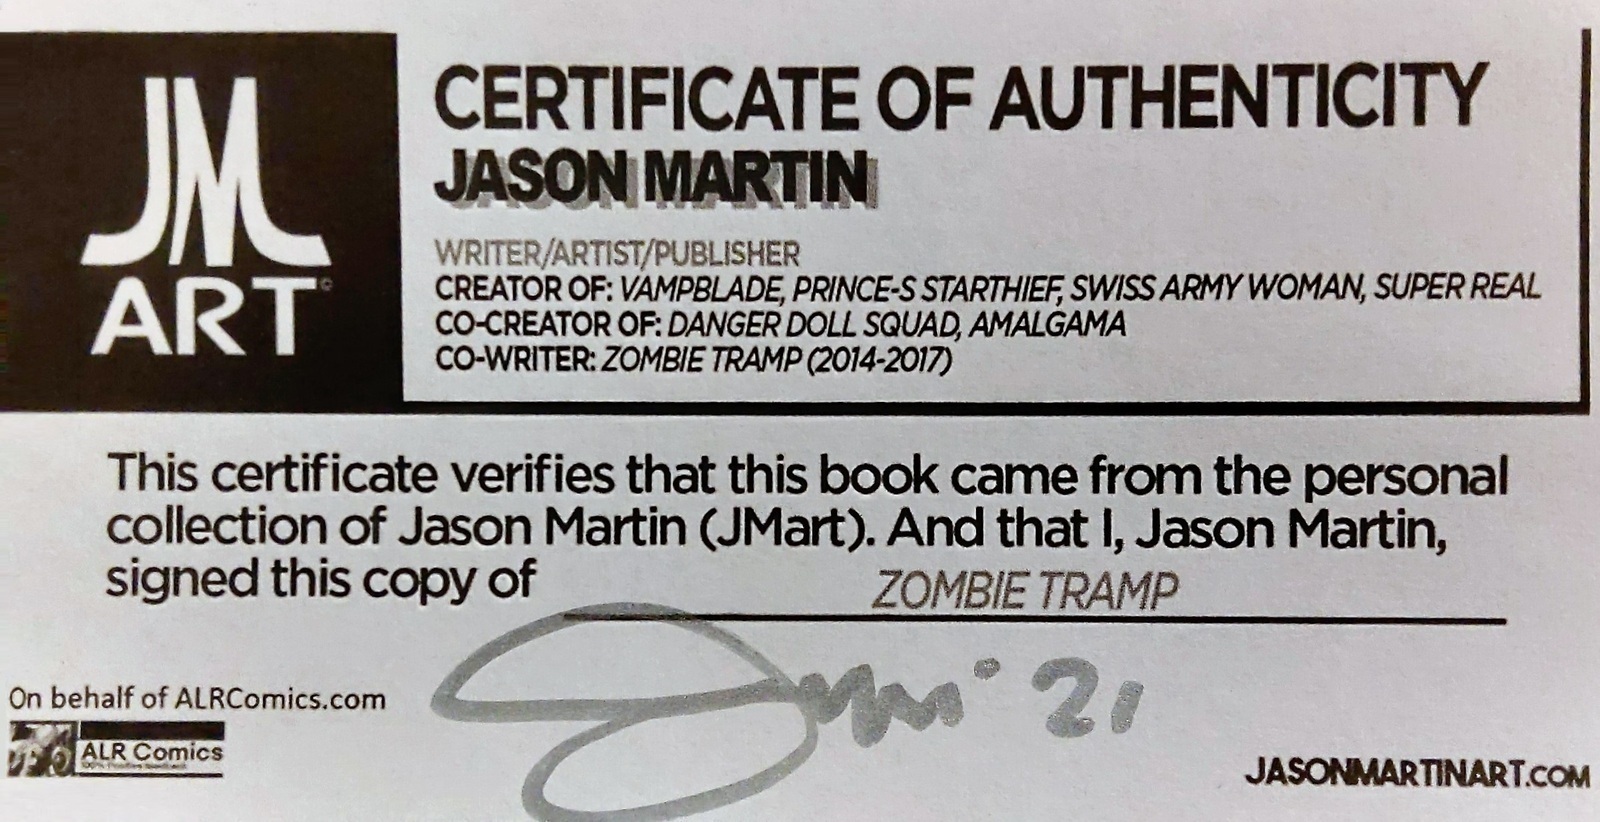 JM
ART©
CERTIFICATE OF AUTHENTICITY
JASON MARTIN
WRITER/ARTIST/PUBLISHER
CREATOR OF: VAMPBLADE, PRINCE-S STARTHIEF, SWISS ARMY WOMAN, SUPER REAL
CO-CREATOR OF: DANGER DOLL SQUAD, AMALGAMA
CO-WRITER: ZOMBIE TRAMP (2014-2017)
This certificate verifies that this book came from the personal
collection of Jason Martin (JMart). And that I, Jason Martin,
signed this copy of ZOMBIE TRAMP
'21
On behalf of ALRComics.com
ALR Comics
JASONMARTINART.COM